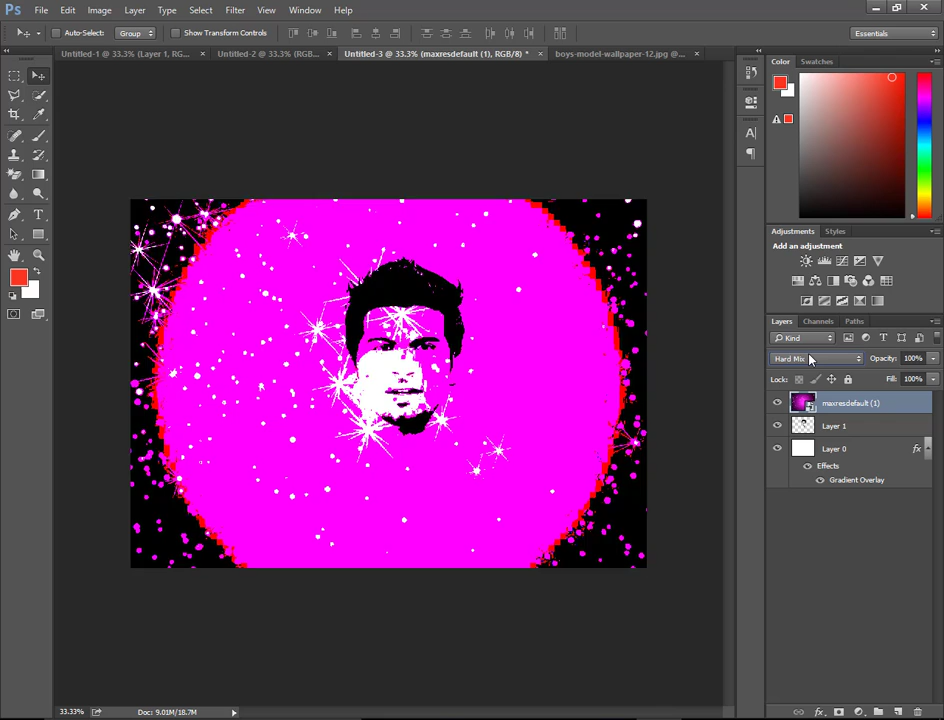 Ps File Edit Image Layer Type Select Filter View Window Help
Auto-Select: Group Show Transform Controls Essentials
Untitled-1 @ 33.3% (Layer 1, RG... × Untitled-2 @ 33.3% (RGB... × Untitled-3 @ 33.3% (maxresdefault (1), RGB/8) * × boys-model-wallpaper-12.jpg @... ×
Color Swatches
Adjustments Styles
Add an adjustment
Layers Channels Paths
Kind
Hard Mix Opacity: 100%
Lock: Fill: 100%
maxresdefault (1)
Layer 1
Layer 0 fx
Effects
Gradient Overlay
33.33% Doc: 9.01M/18.7M